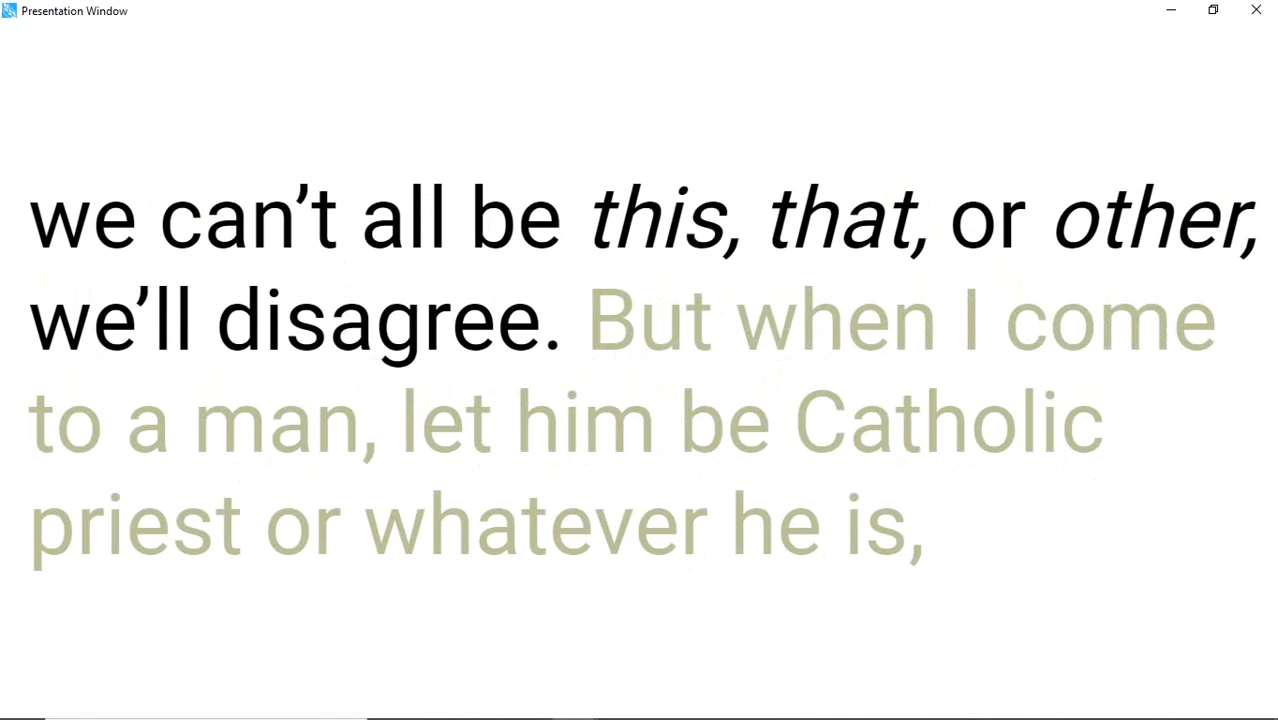 Presentation Window
we can’t all be this, that, or other,
we’ll disagree. But when I come
to a man, let him be Catholic
priest or whatever he is,